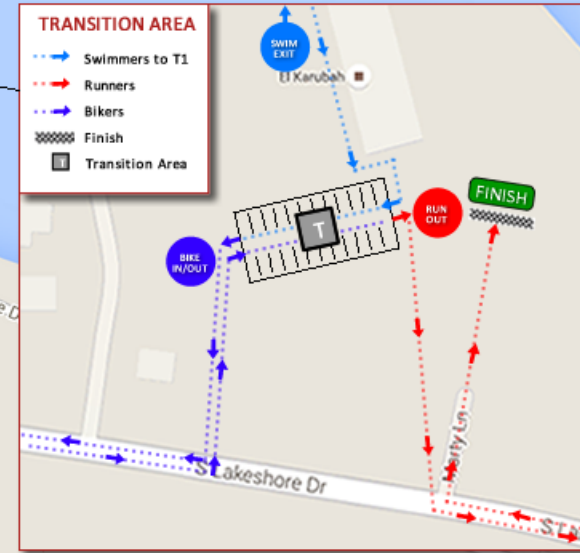 TRANSITION AREA
Swimmers to T1
Runners
Bikers
Finish
T Transition Area
SWIM
EXIT
El Karubah
FINISH
RUN
OUT
T
BIKE
IN/OUT
Marty Ln
S Lakeshore Dr